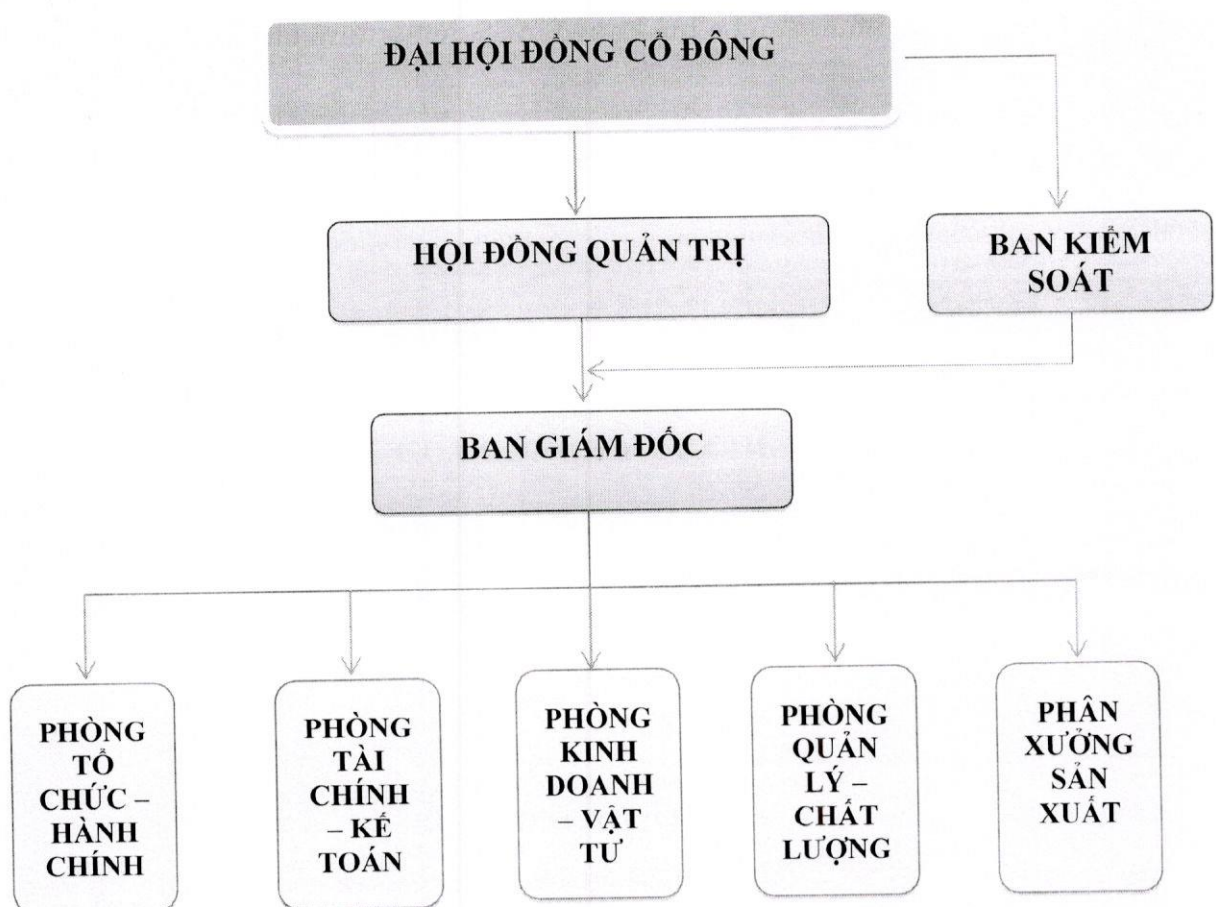 ĐẠI HỘI ĐỒNG CỔ ĐÔNG
HỘI ĐỒNG QUẢN TRỊ
BAN KIỂM
SOÁT
BAN GIÁM ĐỐC
PHÒNG
TỔ
CHỨC –
HÀNH
CHÍNH
PHÒNG
TÀI
CHÍNH
– KẾ
TOÁN
PHÒNG
KINH
DOANH
– VẬT
TƯ
PHÒNG
QUẢN
LÝ –
CHẤT
LƯỢNG
PHÂN
XƯỞNG
SẢN
XUẤT